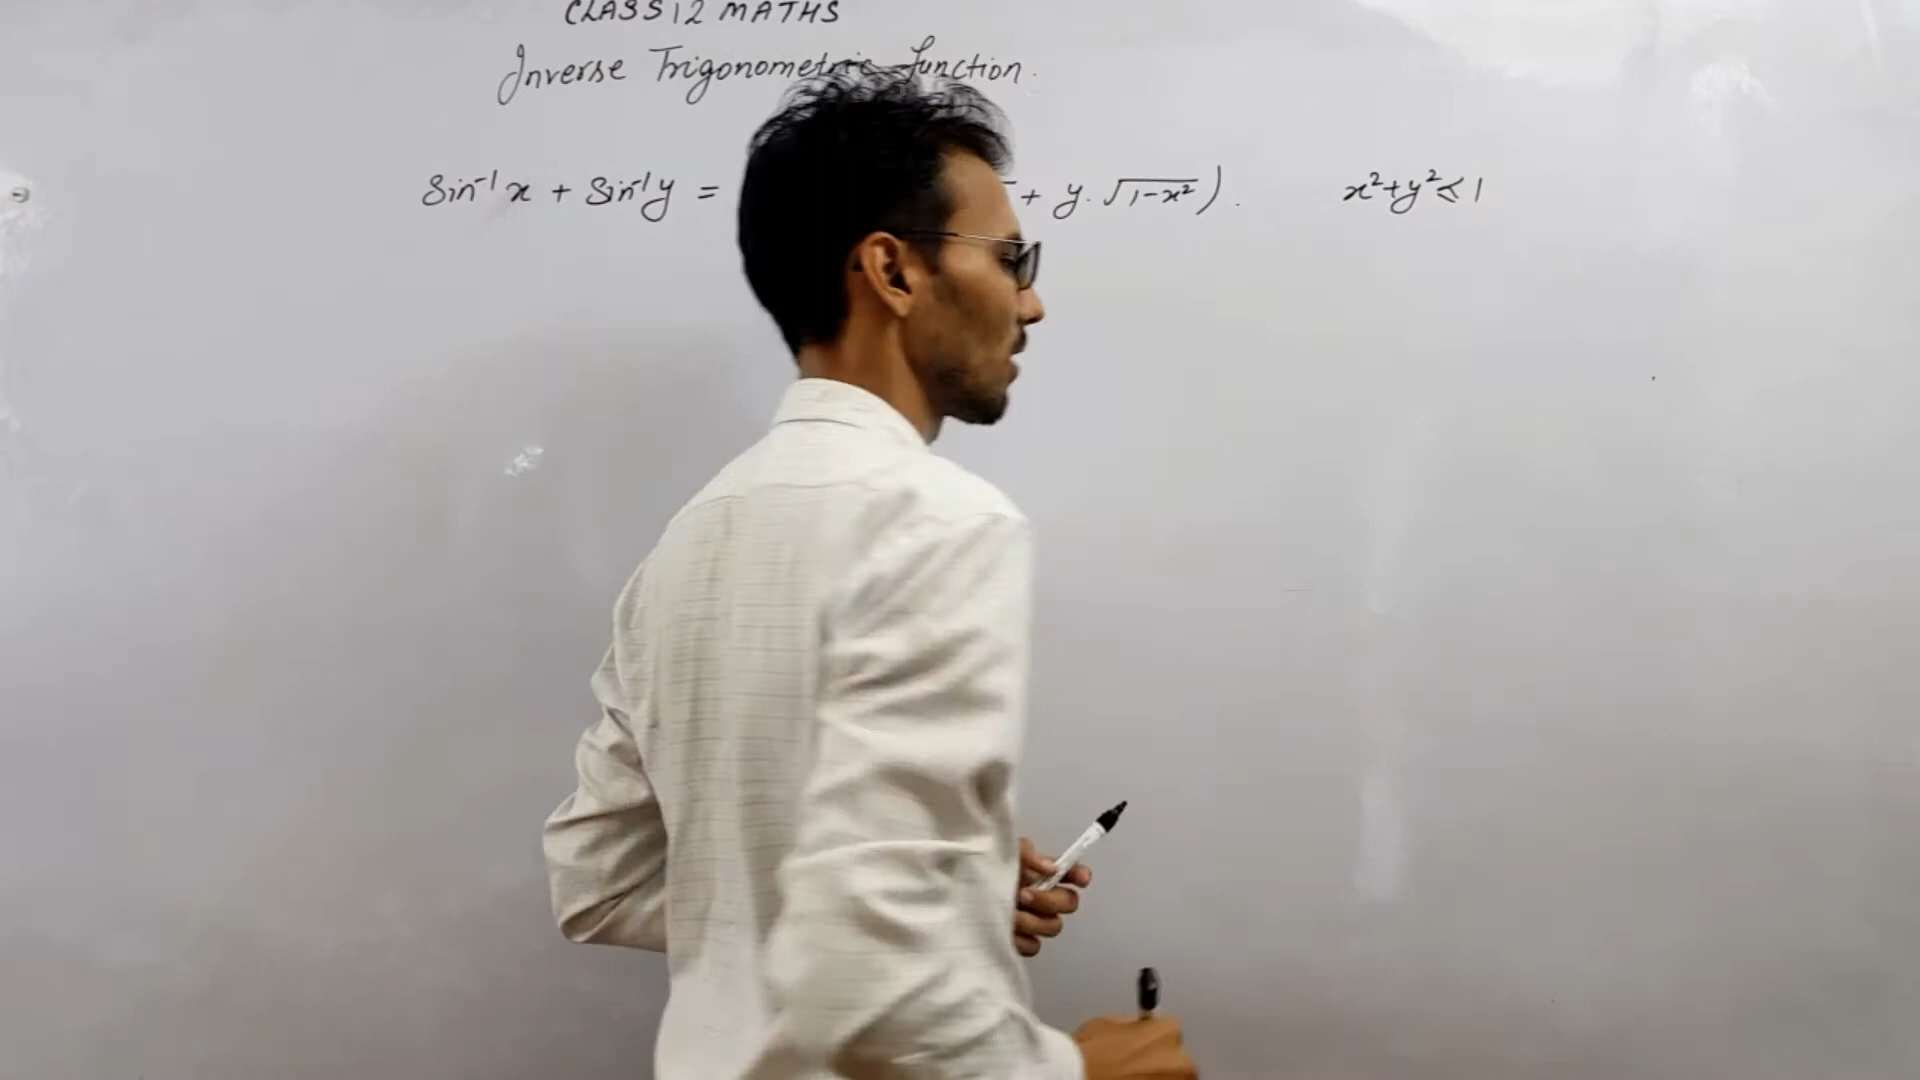 CLASS 12 MATHS
Inverse Trigonometric Function.
Sin⁻¹x + Sin⁻¹y = + y.√(1-x²)). x²+y²≤1